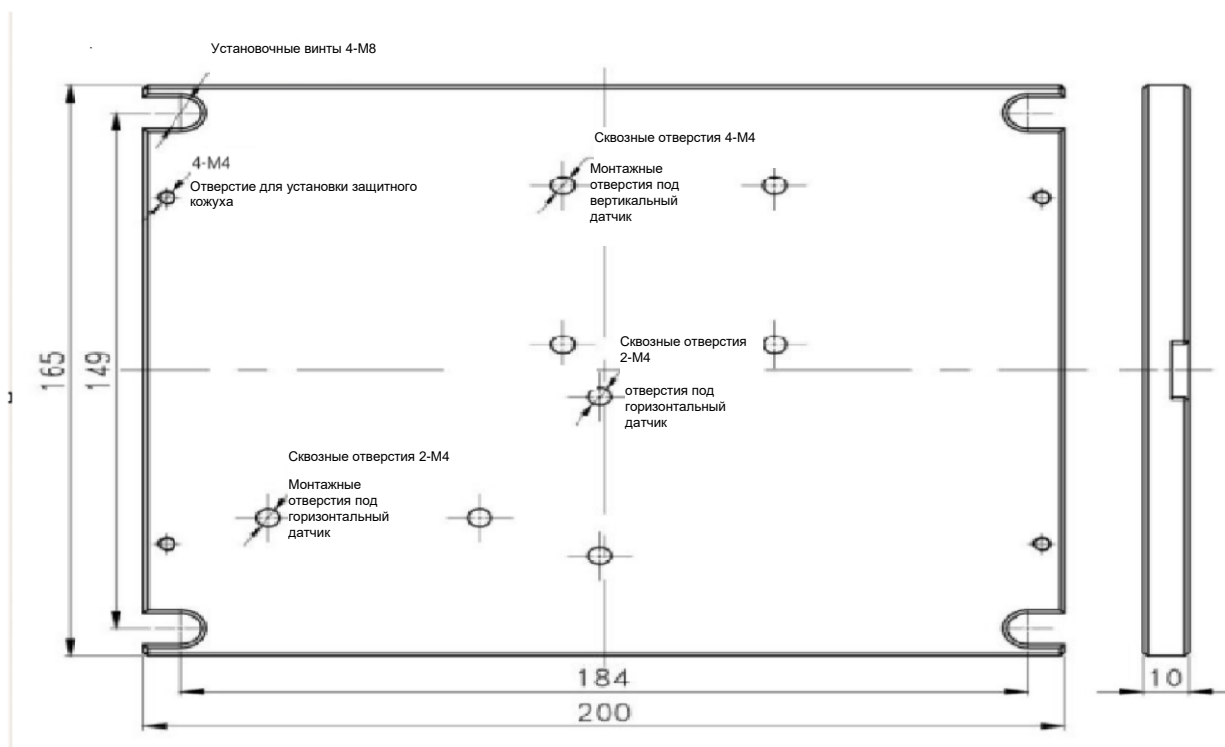 Установочные винты 4-М8
Сквозные отверстия 4-М4
4-М4
Отверстие для установки защитного
кожуха
Монтажные
отверстия под
вертикальный
датчик
Сквозные отверстия
2-М4
отверстия под
горизонтальный
датчик
165
149
Сквозные отверстия 2-М4
Монтажные
отверстия под
горизонтальный
датчик
184
10
200